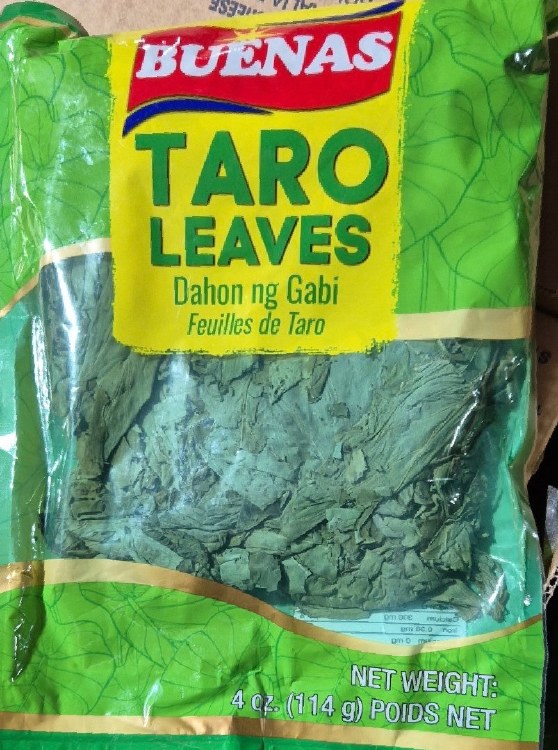 BUENAS
TARO
LEAVES
Dahon ng Gabi
Feuilles de Taro
NET WEIGHT:
4 oz. (114 g) POIDS NET